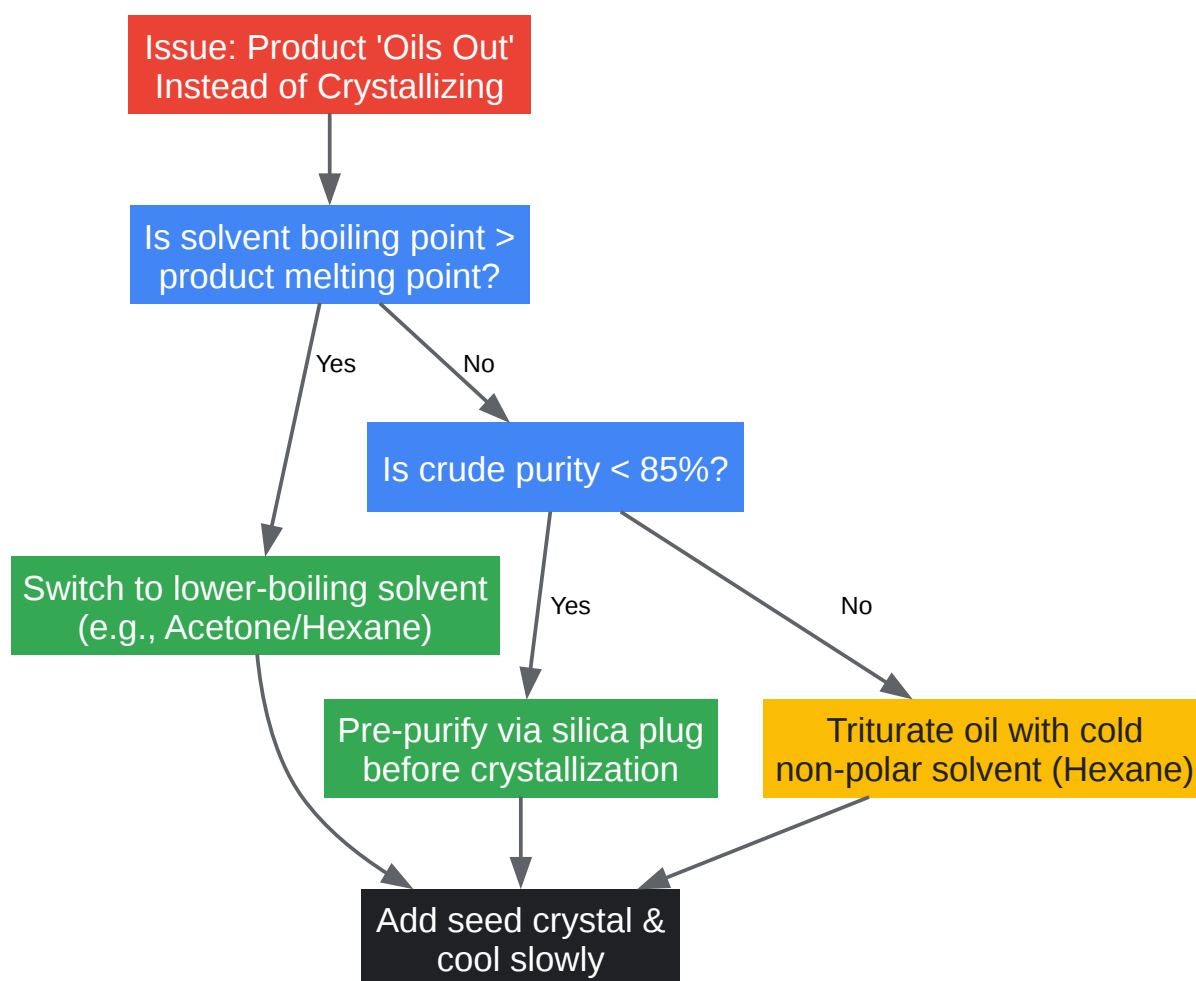 Issue: Product 'Oils Out'
Instead of Crystallizing
Is solvent boiling point >
product melting point?
Yes
No
Is crude purity < 85%?
Switch to lower-boiling solvent
(e.g., Acetone/Hexane)
Yes
No
Pre-purify via silica plug
before crystallization
Triturate oil with cold
non-polar solvent (Hexane)
Add seed crystal &
cool slowly